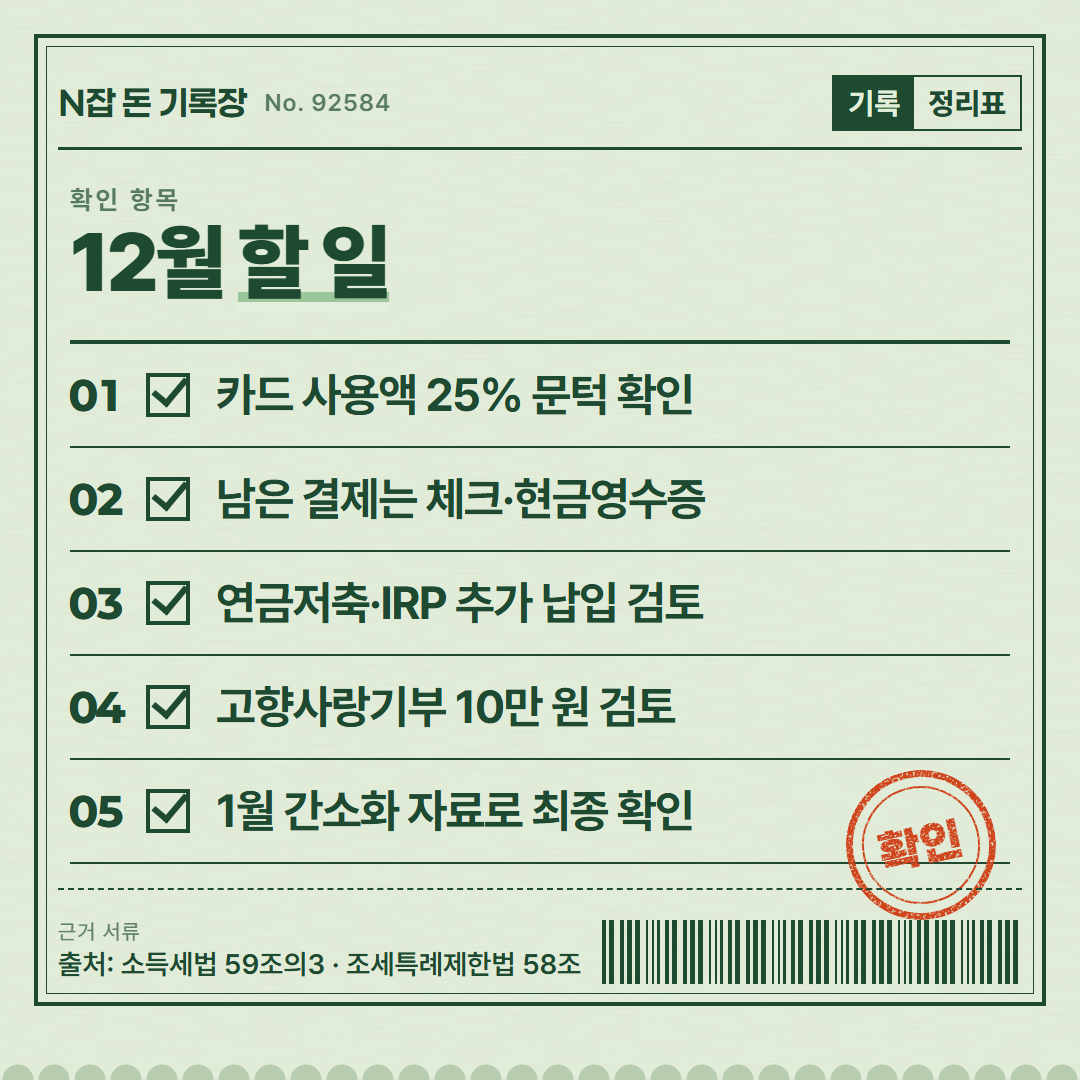 N잡 돈 기록장 No. 92584 기록 정리표
확인 항목
12월 할 일
01 카드 사용액 25% 문턱 확인
02 남은 결제는 체크·현금영수증
03 연금저축·IRP 추가 납입 검토
04 고향사랑기부 10만 원 검토
05 1월 간소화 자료로 최종 확인
확인
근거 서류
출처: 소득세법 59조의3 · 조세특례제한법 58조